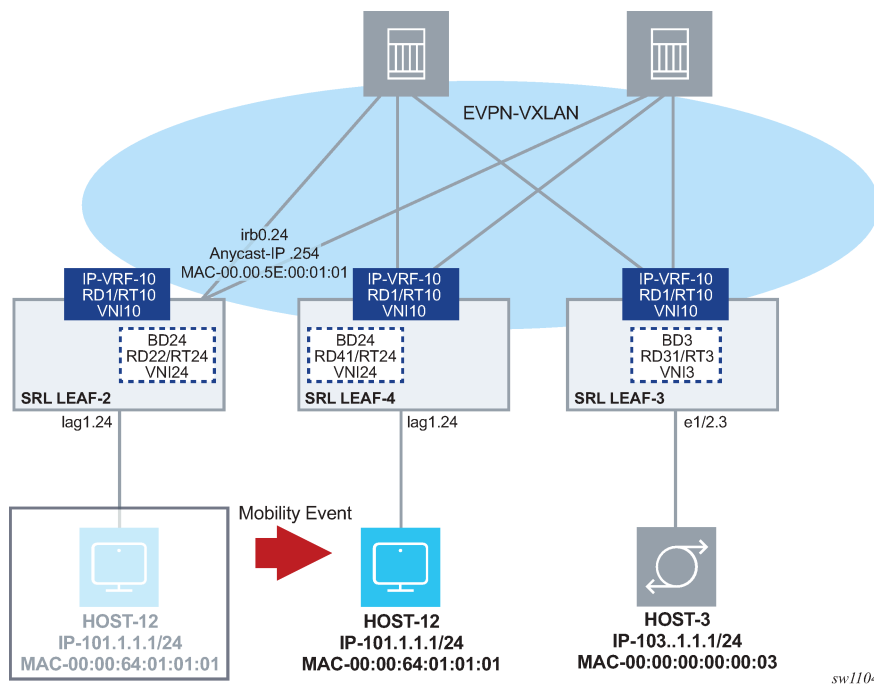 EVPN-VXLAN
irb0.24
Anycast-IP .254
MAC-00.00.5E:00:01:01
IP-VRF-10
RD1/RT10
VNI10
IP-VRF-10
RD1/RT10
VNI10
IP-VRF-10
RD1/RT10
VNI10
BD24
RD22/RT24
VNI24
BD24
RD41/RT24
VNI24
BD3
RD31/RT3
VNI3
SRL LEAF-2
SRL LEAF-4
SRL LEAF-3
lag1.24
lag1.24
e1/2.3
Mobility Event
HOST-12
IP-101.1.1.1/24
MAC-00:00:64:01:01:01
HOST-12
IP-101.1.1.1/24
MAC-00:00:64:01:01:01
HOST-3
IP-103..1.1.1/24
MAC-00:00:00:00:00:03
sw1104